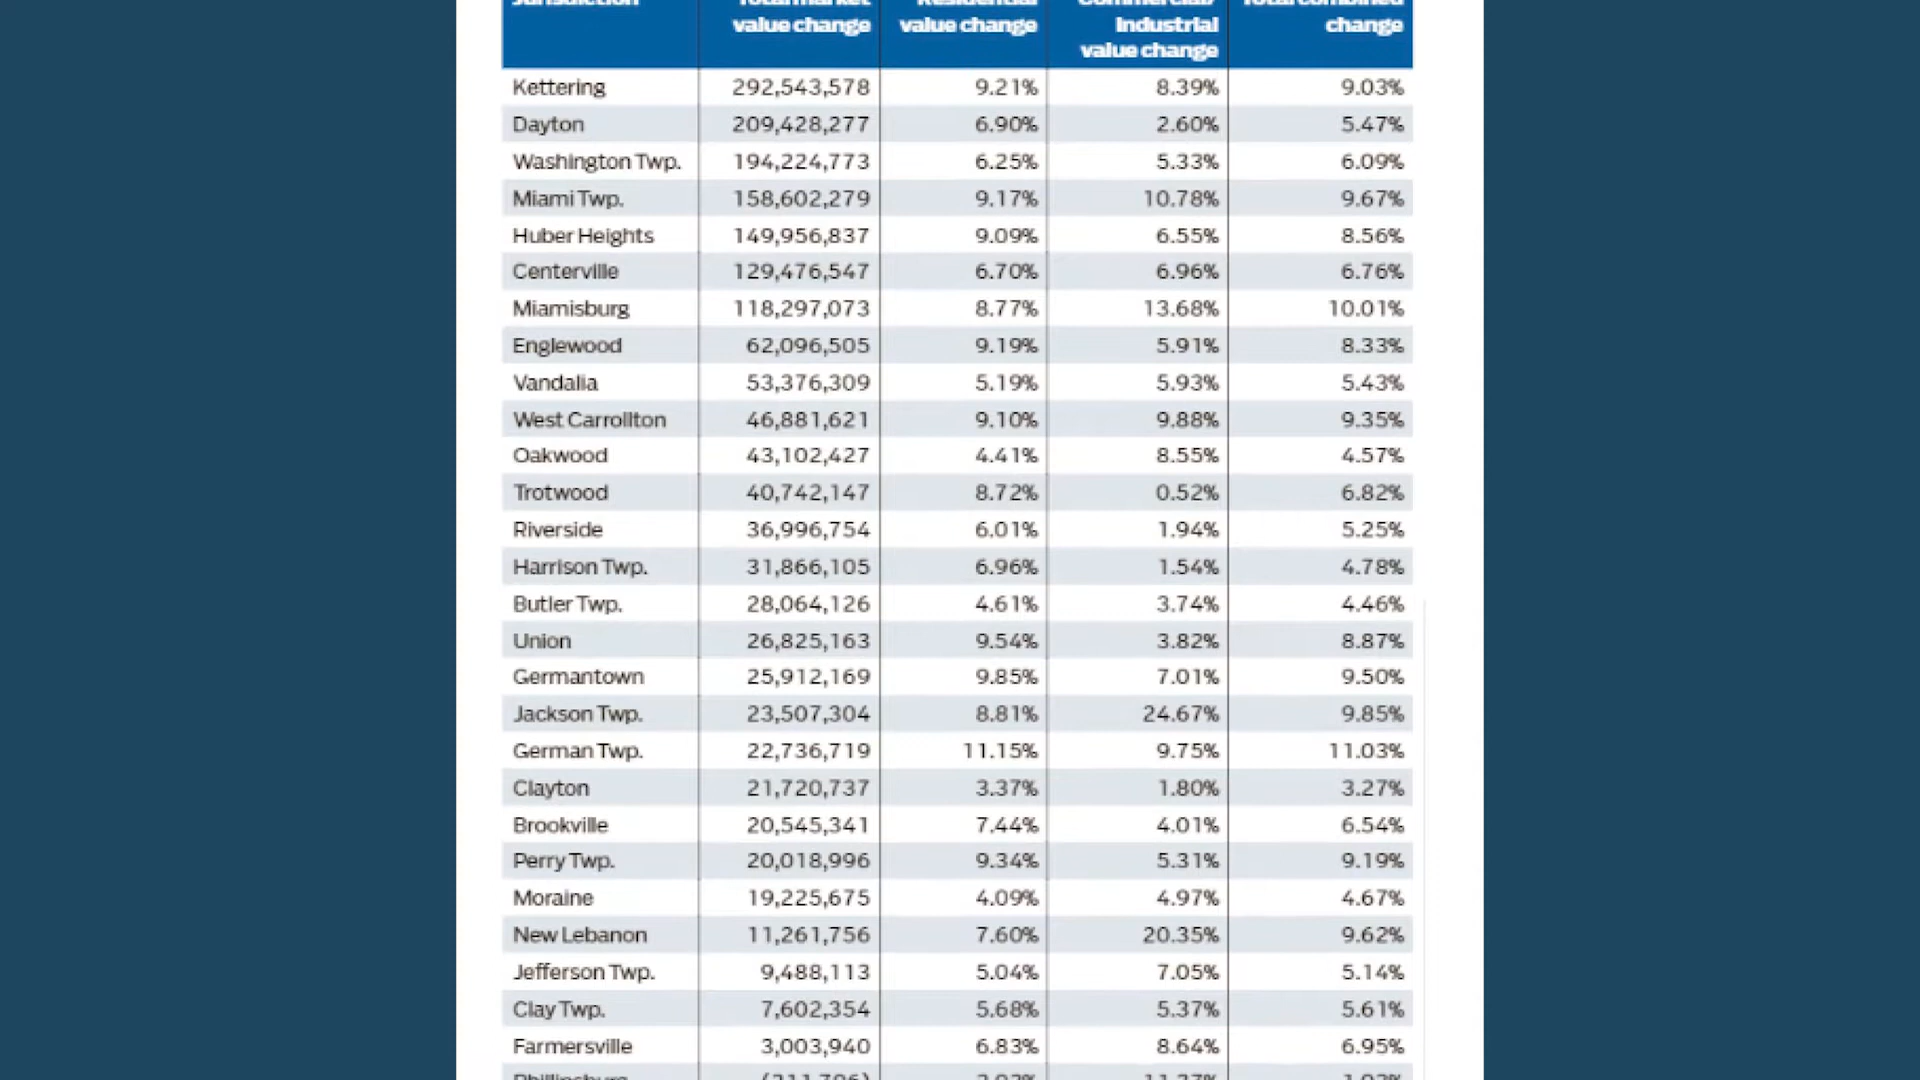 Jurisdiction Total market Residential Commercial/ Total combined
value change value change Industrial change
value change
Kettering 292,543,578 9.21% 8.39% 9.03%
Dayton 209,428,277 6.90% 2.60% 5.47%
Washington Twp. 194,224,773 6.25% 5.33% 6.09%
Miami Twp. 158,602,279 9.17% 10.78% 9.67%
Huber Heights 149,956,837 9.09% 6.55% 8.56%
Centerville 129,476,547 6.70% 6.96% 6.76%
Miamisburg 118,297,073 8.77% 13.68% 10.01%
Englewood 62,096,505 9.19% 5.91% 8.33%
Vandalia 53,376,309 5.19% 5.93% 5.43%
West Carrollton 46,881,621 9.10% 9.88% 9.35%
Oakwood 43,102,427 4.41% 8.55% 4.57%
Trotwood 40,742,147 8.72% 0.52% 6.82%
Riverside 36,996,754 6.01% 1.94% 5.25%
Harrison Twp. 31,866,105 6.96% 1.54% 4.78%
Butler Twp. 28,064,126 4.61% 3.74% 4.46%
Union 26,825,163 9.54% 3.82% 8.87%
Germantown 25,912,169 9.85% 7.01% 9.50%
Jackson Twp. 23,507,304 8.81% 24.67% 9.85%
German Twp. 22,736,719 11.15% 9.75% 11.03%
Clayton 21,720,737 3.37% 1.80% 3.27%
Brookville 20,545,341 7.44% 4.01% 6.54%
Perry Twp. 20,018,996 9.34% 5.31% 9.19%
Moraine 19,225,675 4.09% 4.97% 4.67%
New Lebanon 11,261,756 7.60% 20.35% 9.62%
Jefferson Twp. 9,488,113 5.04% 7.05% 5.14%
Clay Twp. 7,602,354 5.68% 5.37% 5.61%
Farmersville 3,003,940 6.83% 8.64% 6.95%
Phillipsburg